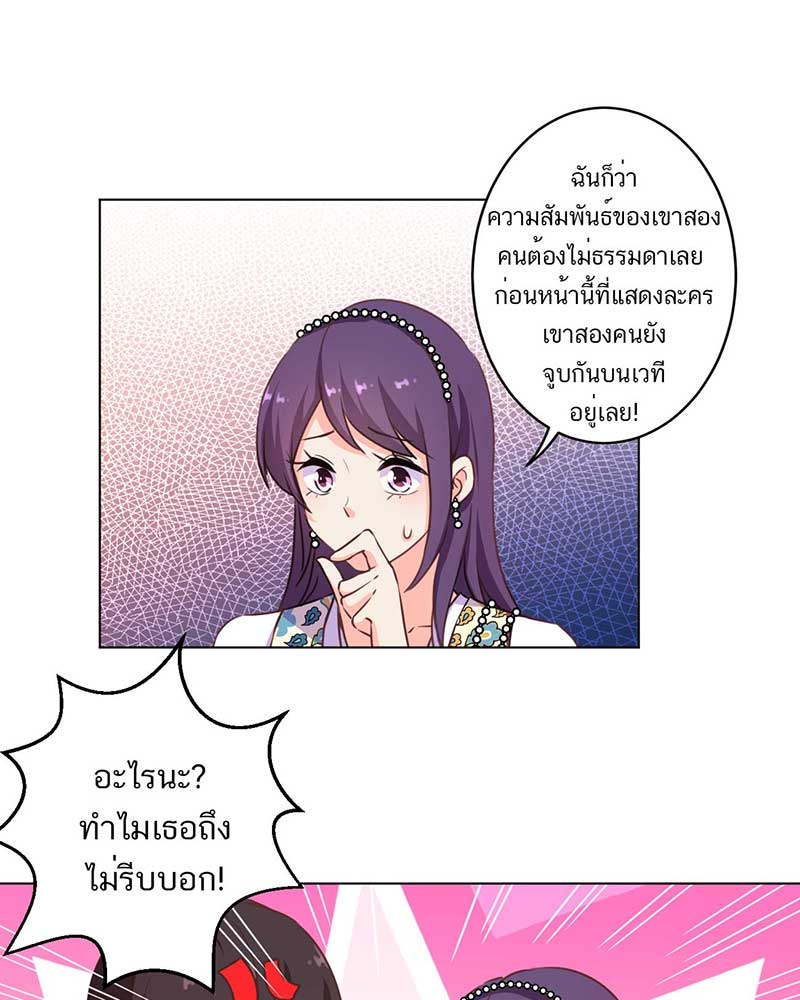 ฉันก็ว่า
ความสัมพันธ์ของเขาสอง
คนต้องไม่ธรรมดาเลย
ก่อนหน้านี้ที่แสดงละคร
เขาสองคนยัง
จูบกันบนเวที
อยู่เลย!
อะไรนะ?
ทำไมเธอถึง
ไม่รีบบอก!